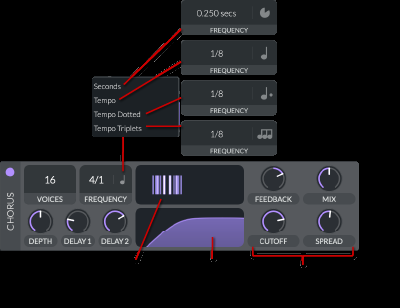 0.250 secs
FREQUENCY
1/8
FREQUENCY
1/8
FREQUENCY
1/8
FREQUENCY
Seconds
Tempo
Tempo Dotted
Tempo Triplets
CHORUS
16
VOICES
4/1
FREQUENCY
DEPTH
DELAY 1
DELAY 2
FEEDBACK
MIX
CUTOFF
SPREAD